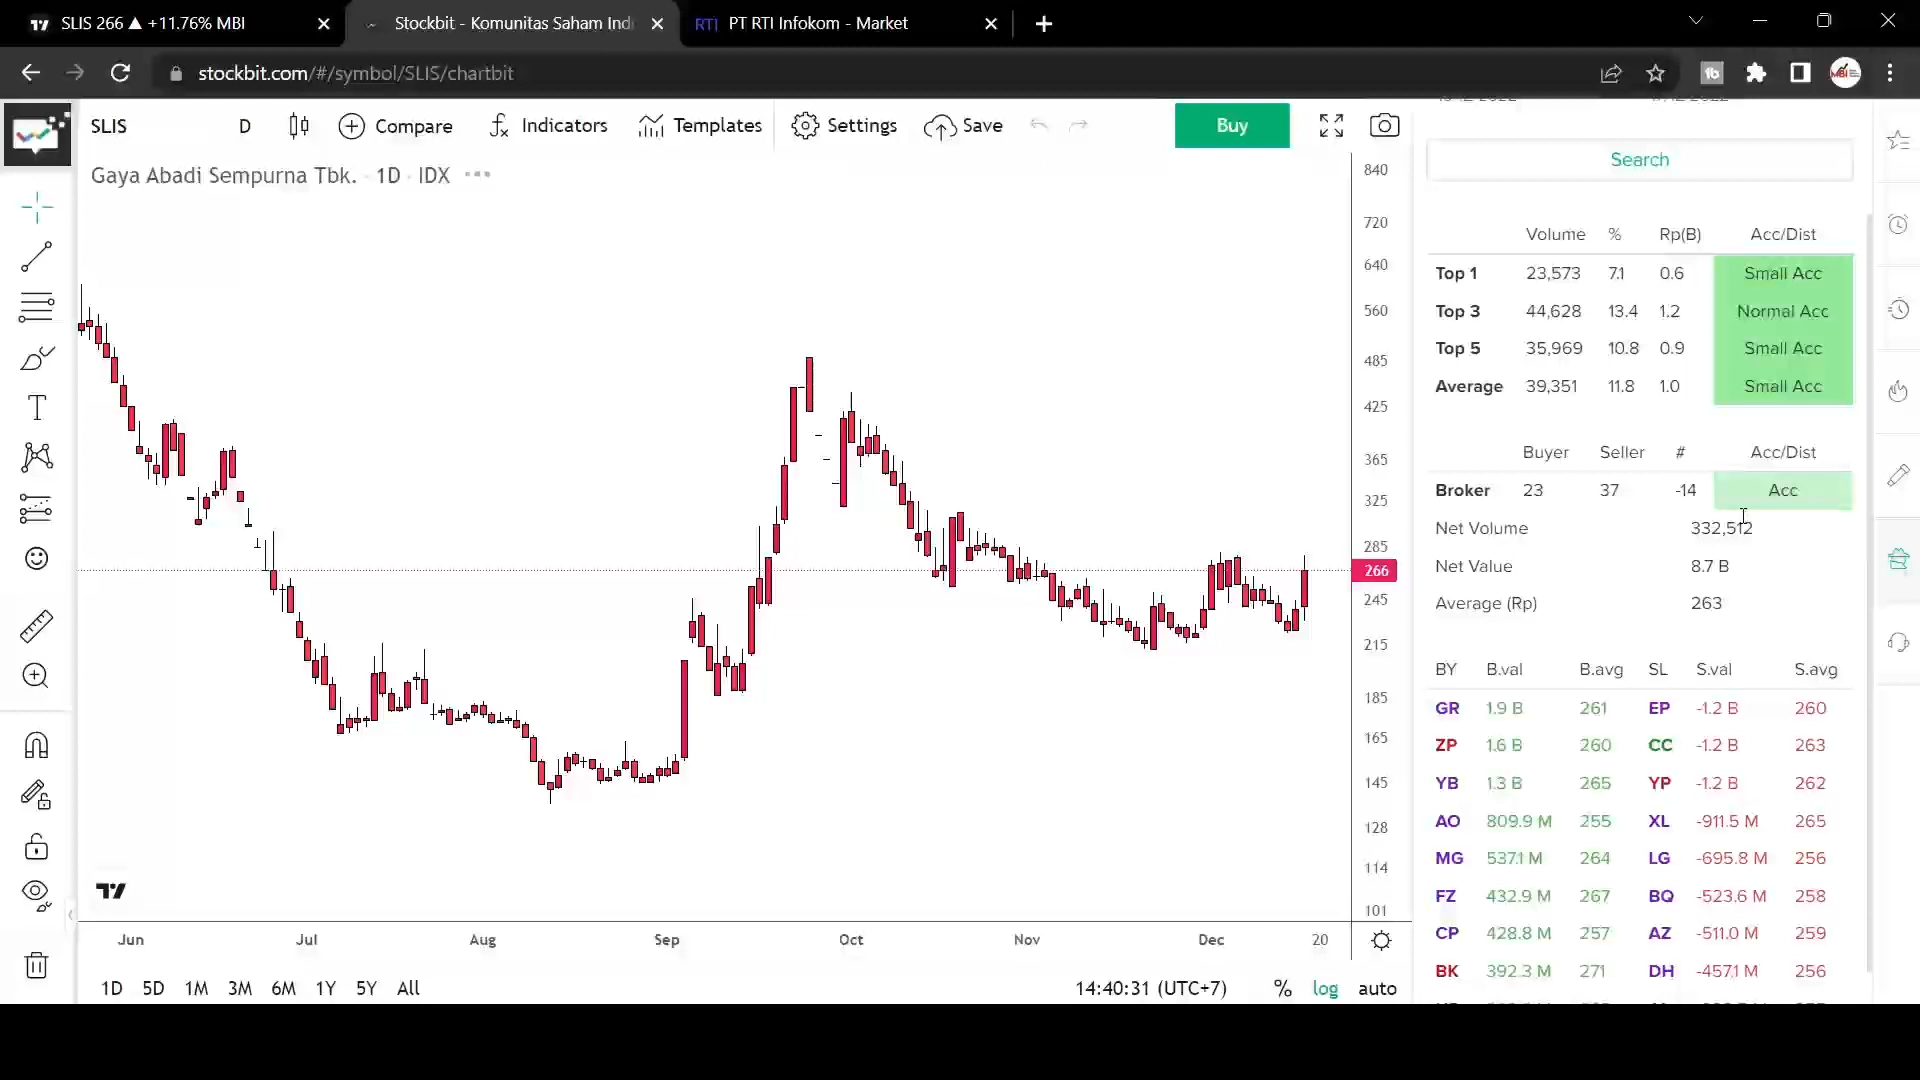 SLIS 266 ▲ +11.76% MBI
Stockbit - Komunitas Saham Ind
RTI PT RTI Infokom - Market
stockbit.com/#/symbol/SLIS/chartbit
SLIS D Compare Indicators Templates Settings Save Buy
Gaya Abadi Sempurna Tbk. · 1D · IDX
840
720
640
560
485
425
365
325
285
266
245
215
185
165
145
128
114
101
Jun Jul Aug Sep Oct Nov Dec 20
1D 5D 1M 3M 6M 1Y 5Y All 14:40:31 (UTC+7) % log auto
Search
Volume % Rp(B) Acc/Dist
Top 1 23,573 7.1 0.6 Small Acc
Top 3 44,628 13.4 1.2 Normal Acc
Top 5 35,969 10.8 0.9 Small Acc
Average 39,351 11.8 1.0 Small Acc
Buyer Seller # Acc/Dist
Broker 23 37 -14 Acc
Net Volume 332,512
Net Value 8.7 B
Average (Rp) 263
BY B.val B.avg SL S.val S.avg
GR 1.9 B 261 EP -1.2 B 260
ZP 1.6 B 260 CC -1.2 B 263
YB 1.3 B 265 YP -1.2 B 262
AO 809.9 M 255 XL -911.5 M 265
MG 537.1 M 264 LG -695.8 M 256
FZ 432.9 M 267 BQ -523.6 M 258
CP 428.8 M 257 AZ -511.0 M 259
BK 392.3 M 271 DH -457.1 M 256